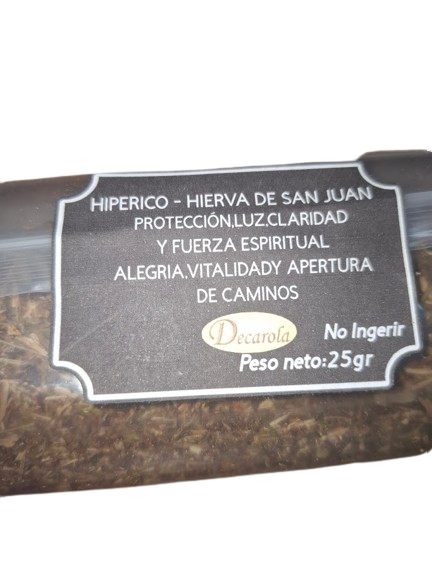 HIPERICO - HIERVA DE SAN JUAN
PROTECCIÓN,LUZ,CLARIDAD
Y FUERZA ESPIRITUAL
ALEGRIA,VITALIDADY APERTURA
DE CAMINOS
Decarola
No Ingerir
Peso neto:25gr